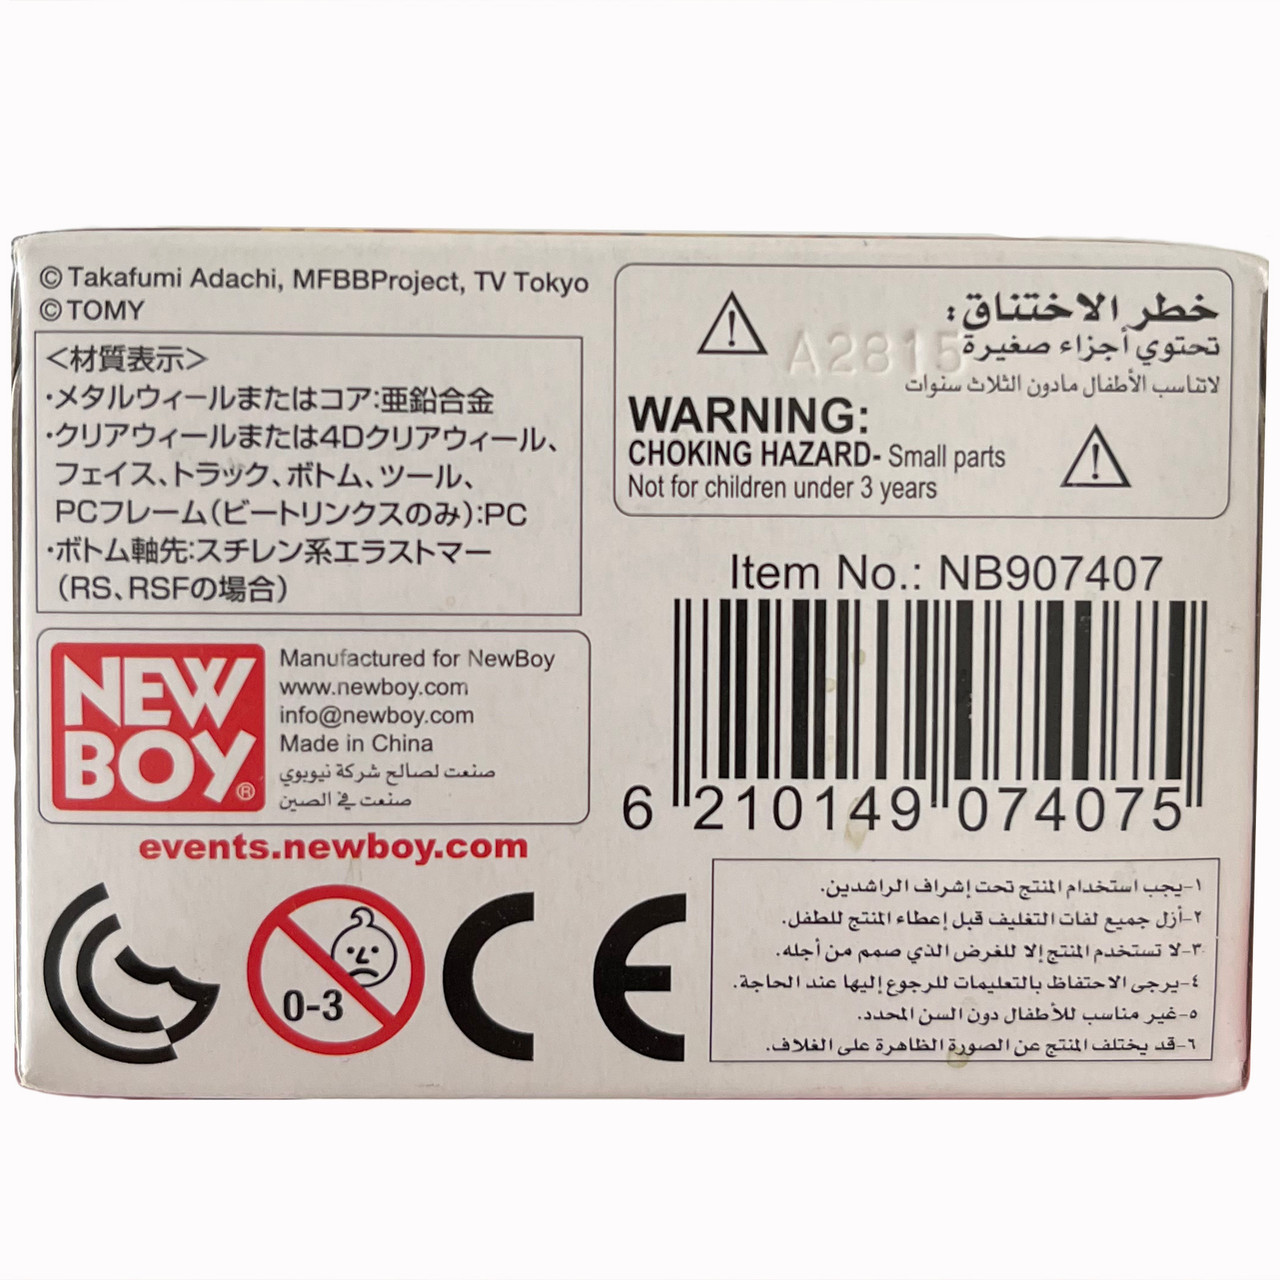 ©Takafumi Adachi, MFBBProject, TV Tokyo
©TOMY
<材質表示>
・メタルウィールまたはコア:亜鉛合金
・クリアウィールまたは4Dクリアウィール、
フェイス、トラック、ボトム、ツール、
PCフレーム(ビートリンクスのみ):PC
・ボトム軸先:スチレン系エラストマー
(RS、RSFの場合)
NEW
BOY®
Manufactured for NewBoy
www.newboy.com
info@newboy.com
Made in China
صنعت لصالح شركة نيوبوي
صنعت في الصين
events.newboy.com
0-3
CE
خطر الاختناق:
تحتوي أجزاء صغيرة
لاتناسب الأطفال مادون الثلاث سنوات
A2815
WARNING:
CHOKING HAZARD- Small parts
Not for children under 3 years
Item No.: NB907407
6 210149 074075
١-يجب استخدام المنتج تحت إشراف الراشدين.
٢-أزل جميع لفات التغليف قبل إعطاء المنتج للطفل.
٣-لا تستخدم المنتج إلا للغرض الذي صمم من أجله.
٤-يرجى الاحتفاظ بالتعليمات للرجوع إليها عند الحاجة.
٥-غير مناسب للأطفال دون السن المحدد.
٦-قد يختلف المنتج عن الصورة الظاهرة على الغلاف.